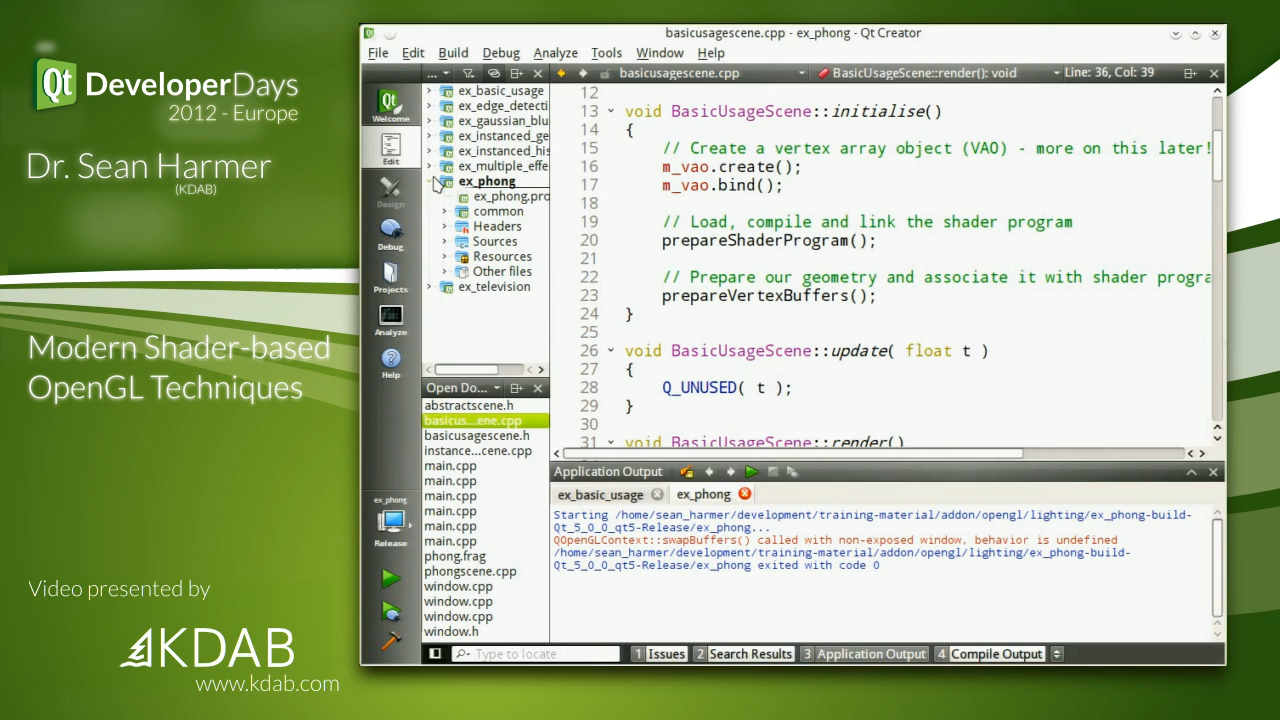 Qt DeveloperDays
2012 - Europe
Dr. Sean Harmer
(KDAB)
Modern Shader-based
OpenGL Techniques
Video presented by
KDAB
www.kdab.com
basicusagescene.cpp - ex_phong - Qt Creator
File Edit Build Debug Analyze Tools Window Help
... basicusagescene.cpp BasicUsageScene::render(): void Line: 36, Col: 39
Qt
Welcome
Edit
Design
Debug
Projects
Analyze
Help
ex_phong
Release
ex_basic_usage
ex_edge_detecti
ex_gaussian_blu
ex_instanced_ge
ex_instanced_his
ex_multiple_effe
ex_phong
ex_phong.pro
common
Headers
Sources
Resources
Other files
ex_television
Open Do...
abstractscene.h
basicus...ene.cpp
basicusagescene.h
instance...cene.cpp
main.cpp
main.cpp
main.cpp
main.cpp
main.cpp
main.cpp
phong.frag
phongscene.cpp
window.cpp
window.cpp
window.cpp
window.h
12
13 void BasicUsageScene::initialise()
14 {
15 // Create a vertex array object (VAO) - more on this later!
16 m_vao.create();
17 m_vao.bind();
18
19 // Load, compile and link the shader program
20 prepareShaderProgram();
21
22 // Prepare our geometry and associate it with shader progra
23 prepareVertexBuffers();
24 }
25
26 void BasicUsageScene::update( float t )
27 {
28 Q_UNUSED( t );
29 }
30
31 void BasicUsageScene::render()
Application Output
ex_basic_usage ex_phong
Starting /home/sean_harmer/development/training-material/addon/opengl/lighting/ex_phong-build-
Qt_5_0_0_qt5-Release/ex_phong...
QOpenGLContext::swapBuffers() called with non-exposed window, behavior is undefined
/home/sean_harmer/development/training-material/addon/opengl/lighting/ex_phong-build-
Qt_5_0_0_qt5-Release/ex_phong exited with code 0
Type to locate 1 Issues 2 Search Results 3 Application Output 4 Compile Output